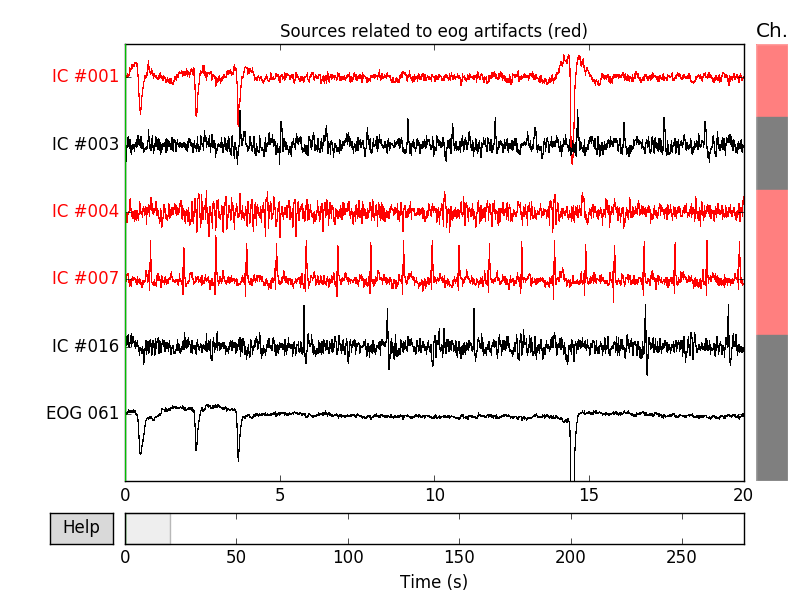 Sources related to eog artifacts (red)
Ch.
IC #001
IC #003
IC #004
IC #007
IC #016
EOG 061
0 5 10 15 20
Help
0 50 100 150 200 250
Time (s)